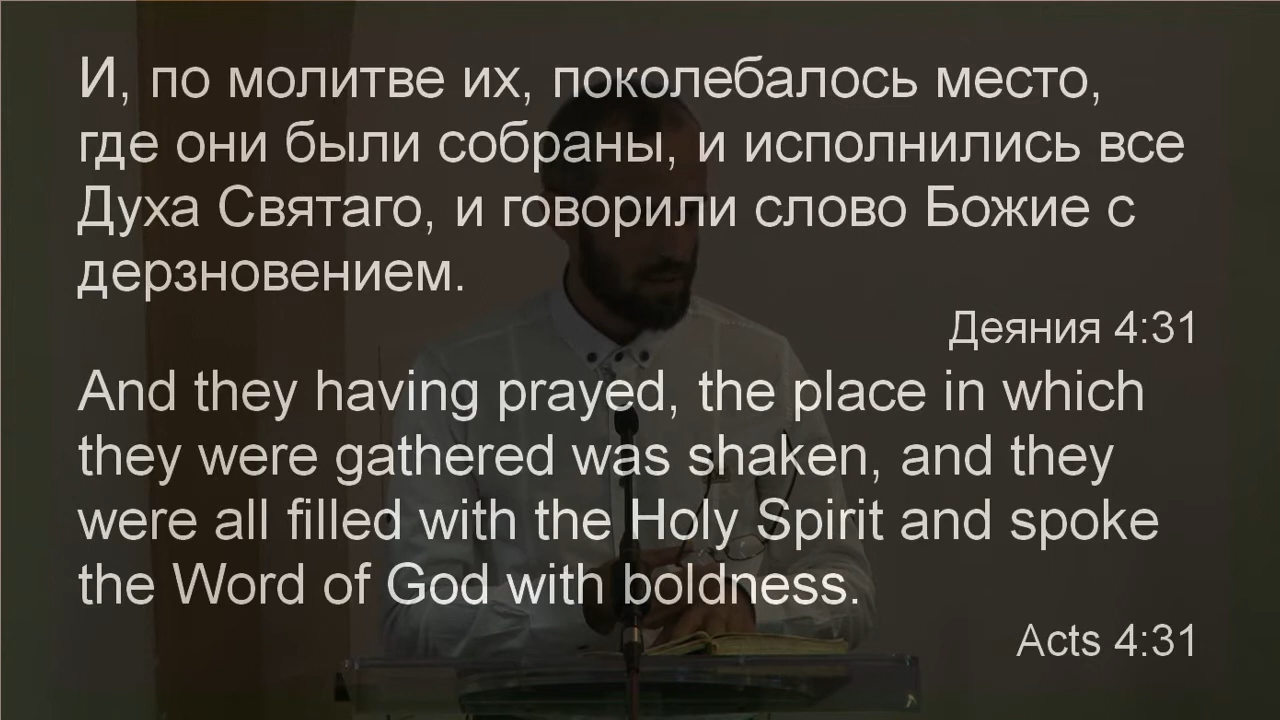 И, по молитве их, поколебалось место,
где они были собраны, и исполнились все
Духа Святаго, и говорили слово Божие с
дерзновением.
Деяния 4:31
And they having prayed, the place in which
they were gathered was shaken, and they
were all filled with the Holy Spirit and spoke
the Word of God with boldness.
Acts 4:31